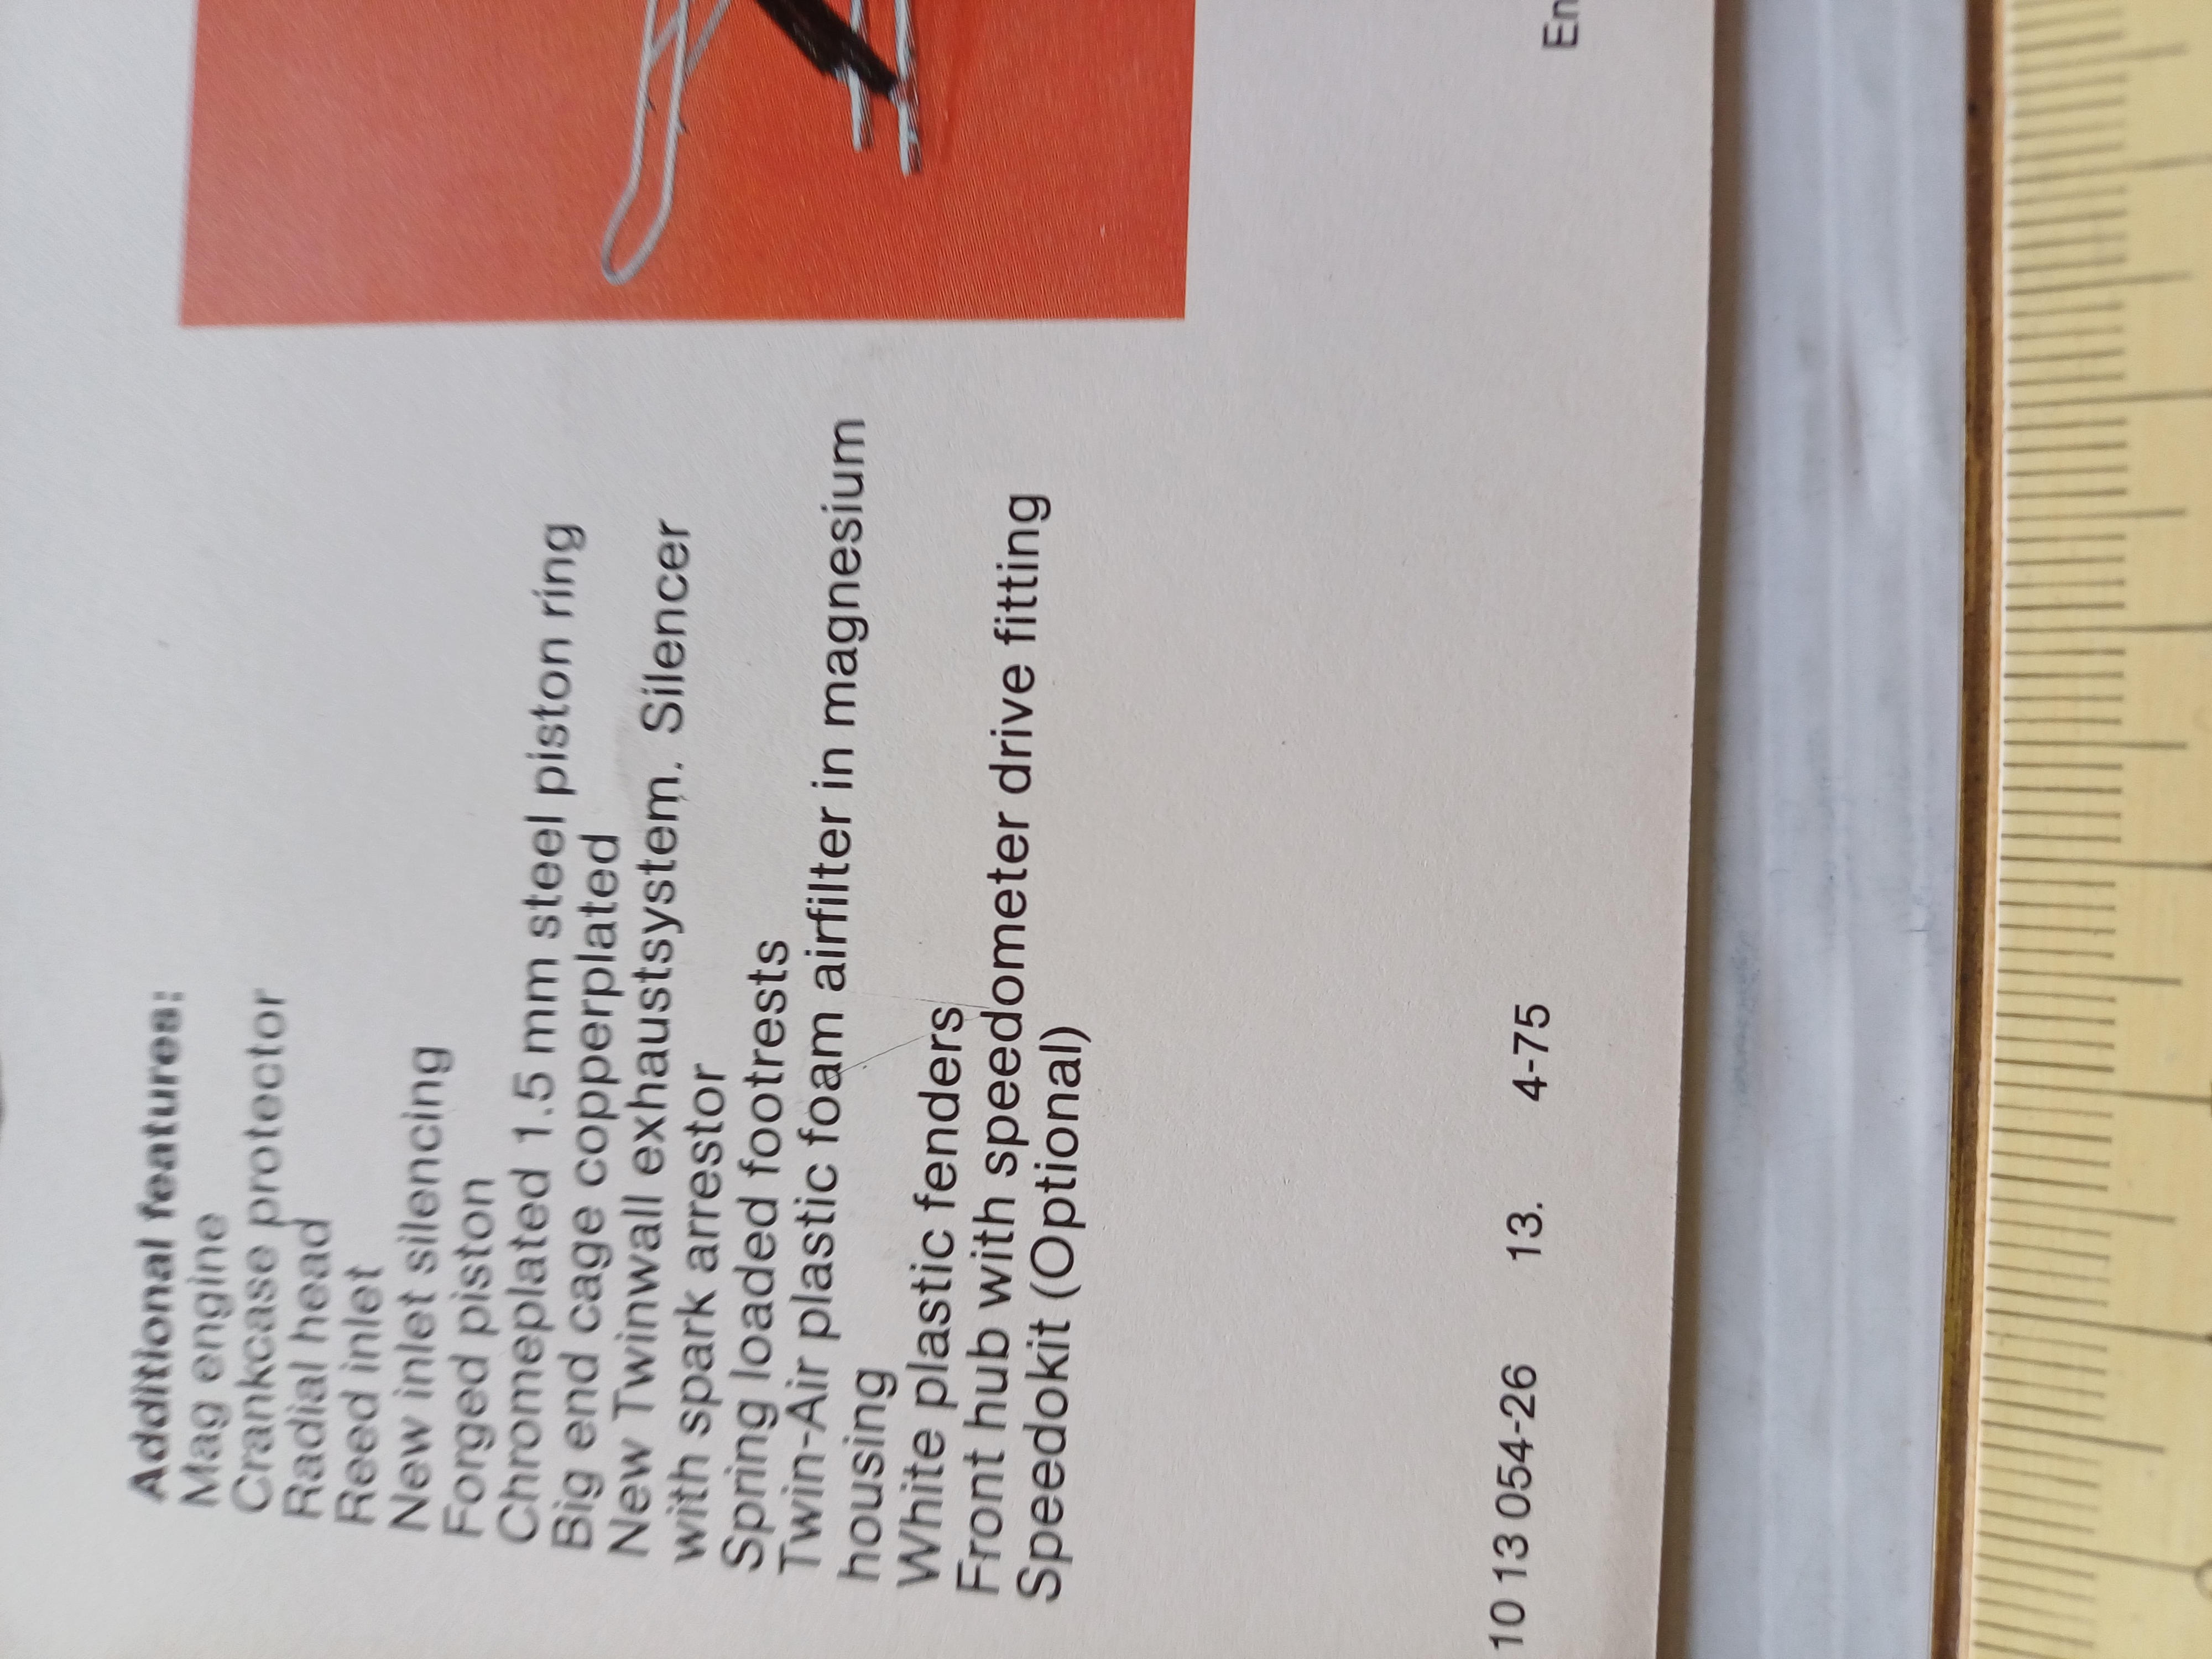 Additional features:
Mag engine
Crankcase protector
Radial head
Reed inlet
New inlet silencing
Forged piston
Chromeplated 1.5 mm steel piston ring
Big end cage copperplated
New Twinwall exhaustsystem. Silencer
with spark arrestor
Spring loaded footrests
Twin-Air plastic foam airfilter in magnesium
housing
White plastic fenders
Front hub with speedometer drive fitting
Speedokit (Optional)
10 13 054-26 13. 4-75
En